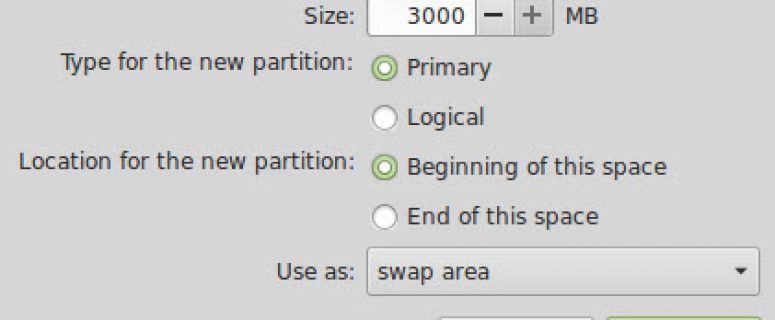 Size: 3000 MB
Type for the new partition: Primary
Logical
Location for the new partition: Beginning of this space
End of this space
Use as: swap area